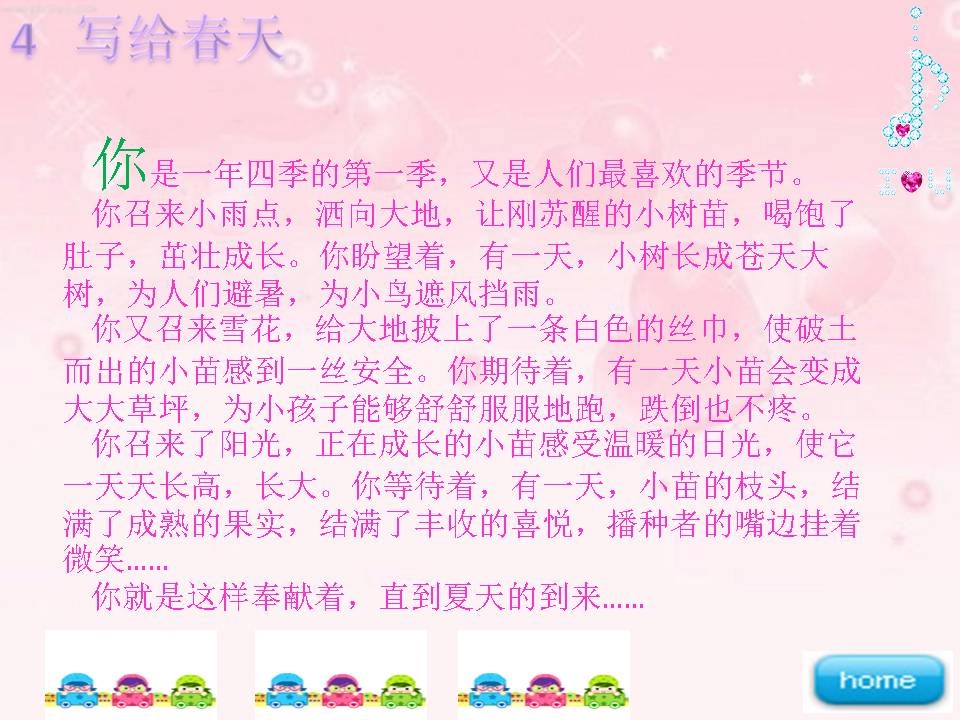 4 写给春天
你是一年四季的第一季，又是人们最喜欢的季节。
你召来小雨点，洒向大地，让刚苏醒的小树苗，喝饱了
肚子，茁壮成长。你盼望着，有一天，小树长成苍天大
树，为人们避暑，为小鸟遮风挡雨。
你又召来雪花，给大地披上了一条白色的丝巾，使破土
而出的小苗感到一丝安全。你期待着，有一天小苗会变成
大大草坪，为小孩子能够舒舒服服地跑，跌倒也不疼。
你召来了阳光，正在成长的小苗感受温暖的日光，使它
一天天长高，长大。你等待着，有一天，小苗的枝头，结
满了成熟的果实，结满了丰收的喜悦，播种者的嘴边挂着
微笑……
你就是这样奉献着，直到夏天的到来……
home